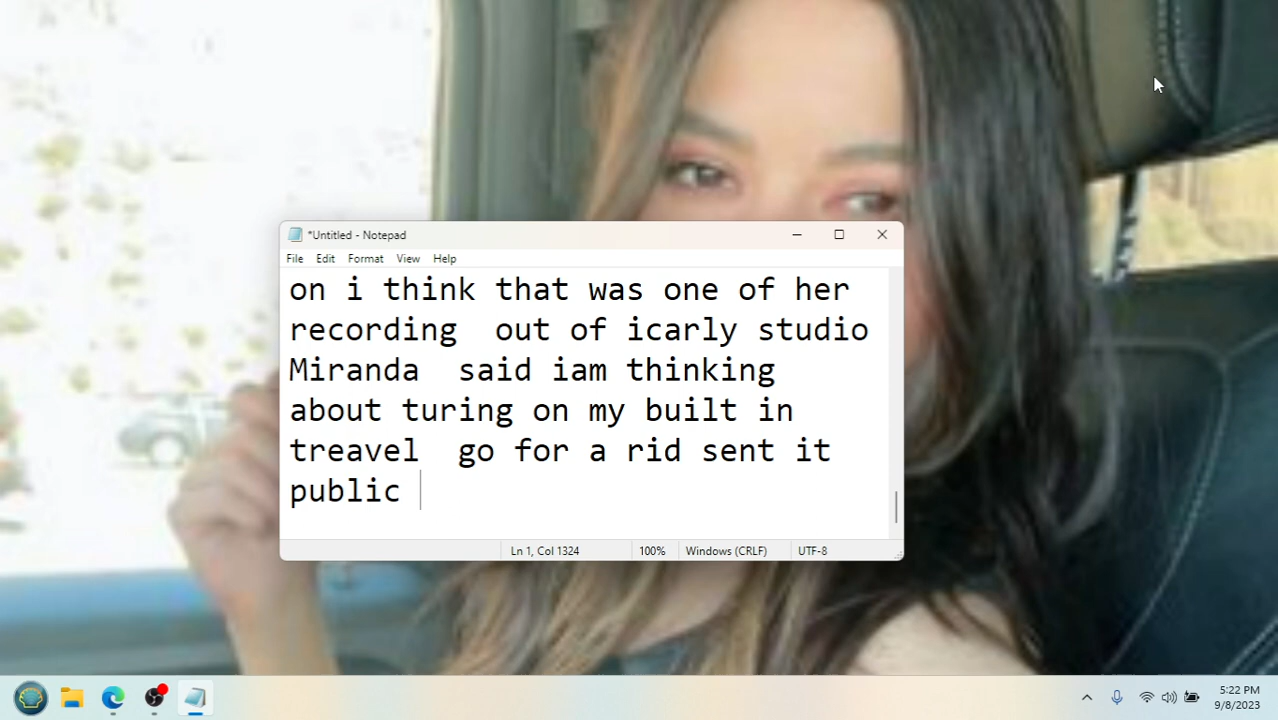 *Untitled - Notepad
File Edit Format View Help
on i think that was one of her
recording  out of icarly studio
Miranda  said iam thinking
about turing on my built in
treavel  go for a rid sent it
public
Ln 1, Col 1324 100% Windows (CRLF) UTF-8
5:22 PM
9/8/2023